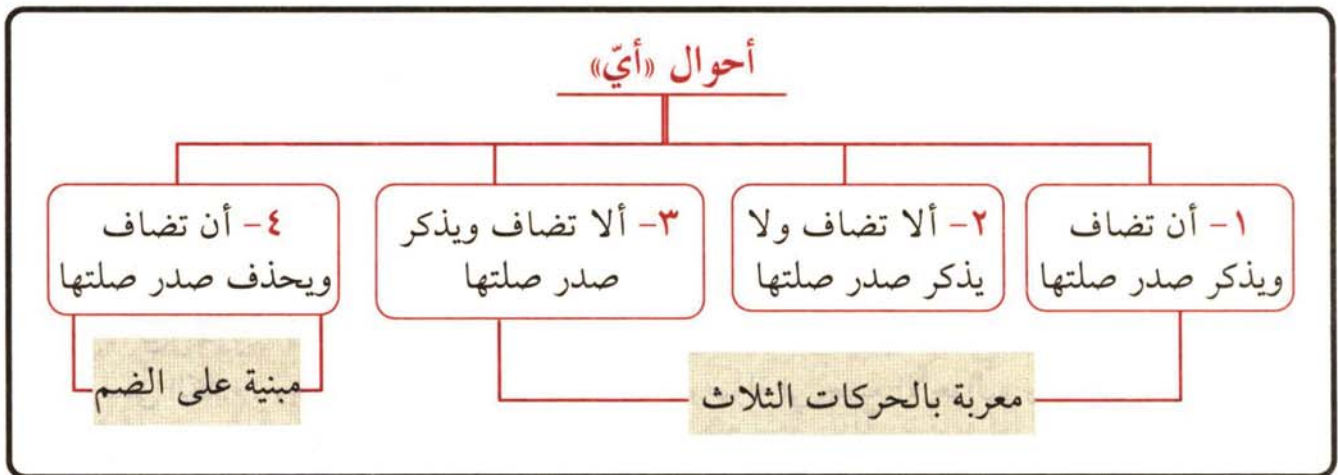 أحوال «أيّ»
١- أن تضاف
ويذكر صدر صلتها
٢- ألا تضاف ولا
يذكر صدر صلتها
٣- ألا تضاف ويذكر
صدر صلتها
٤- أن تضاف
ويحذف صدر صلتها
معربة بالحركات الثلاث
مبنية على الضم